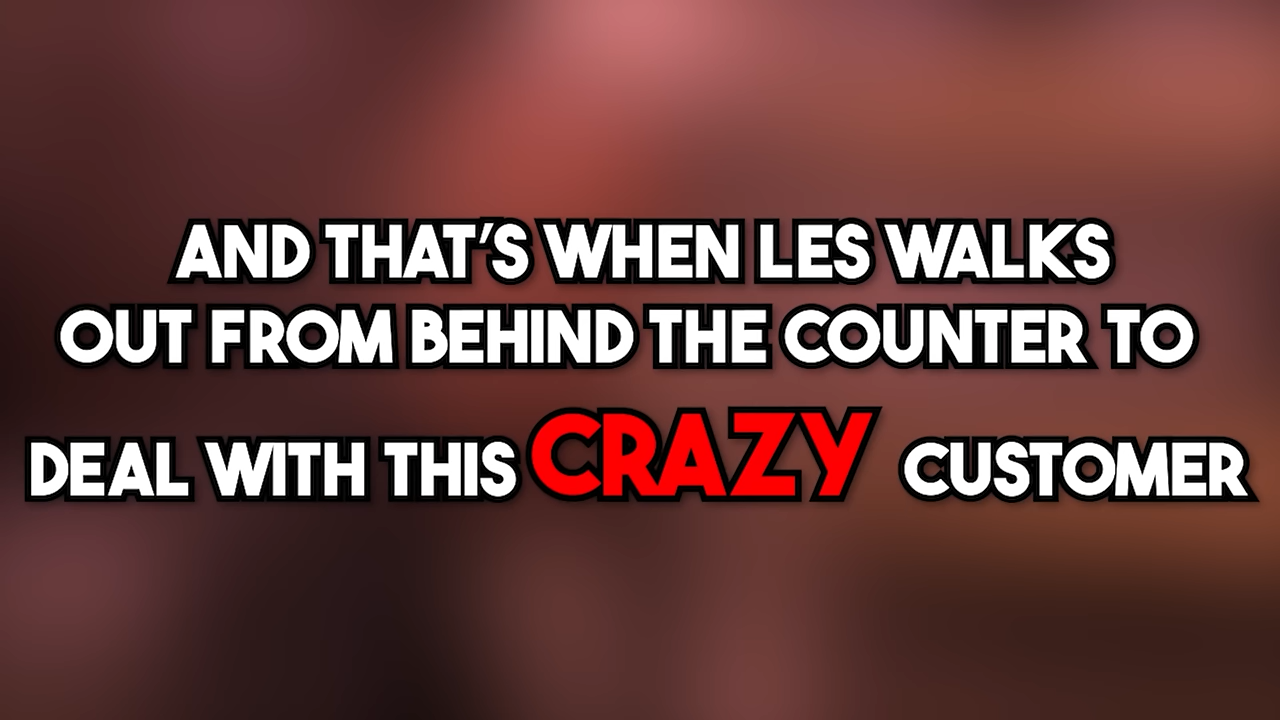 AND THAT'S WHEN LES WALKS
OUT FROM BEHIND THE COUNTER TO
DEAL WITH THIS CRAZY CUSTOMER